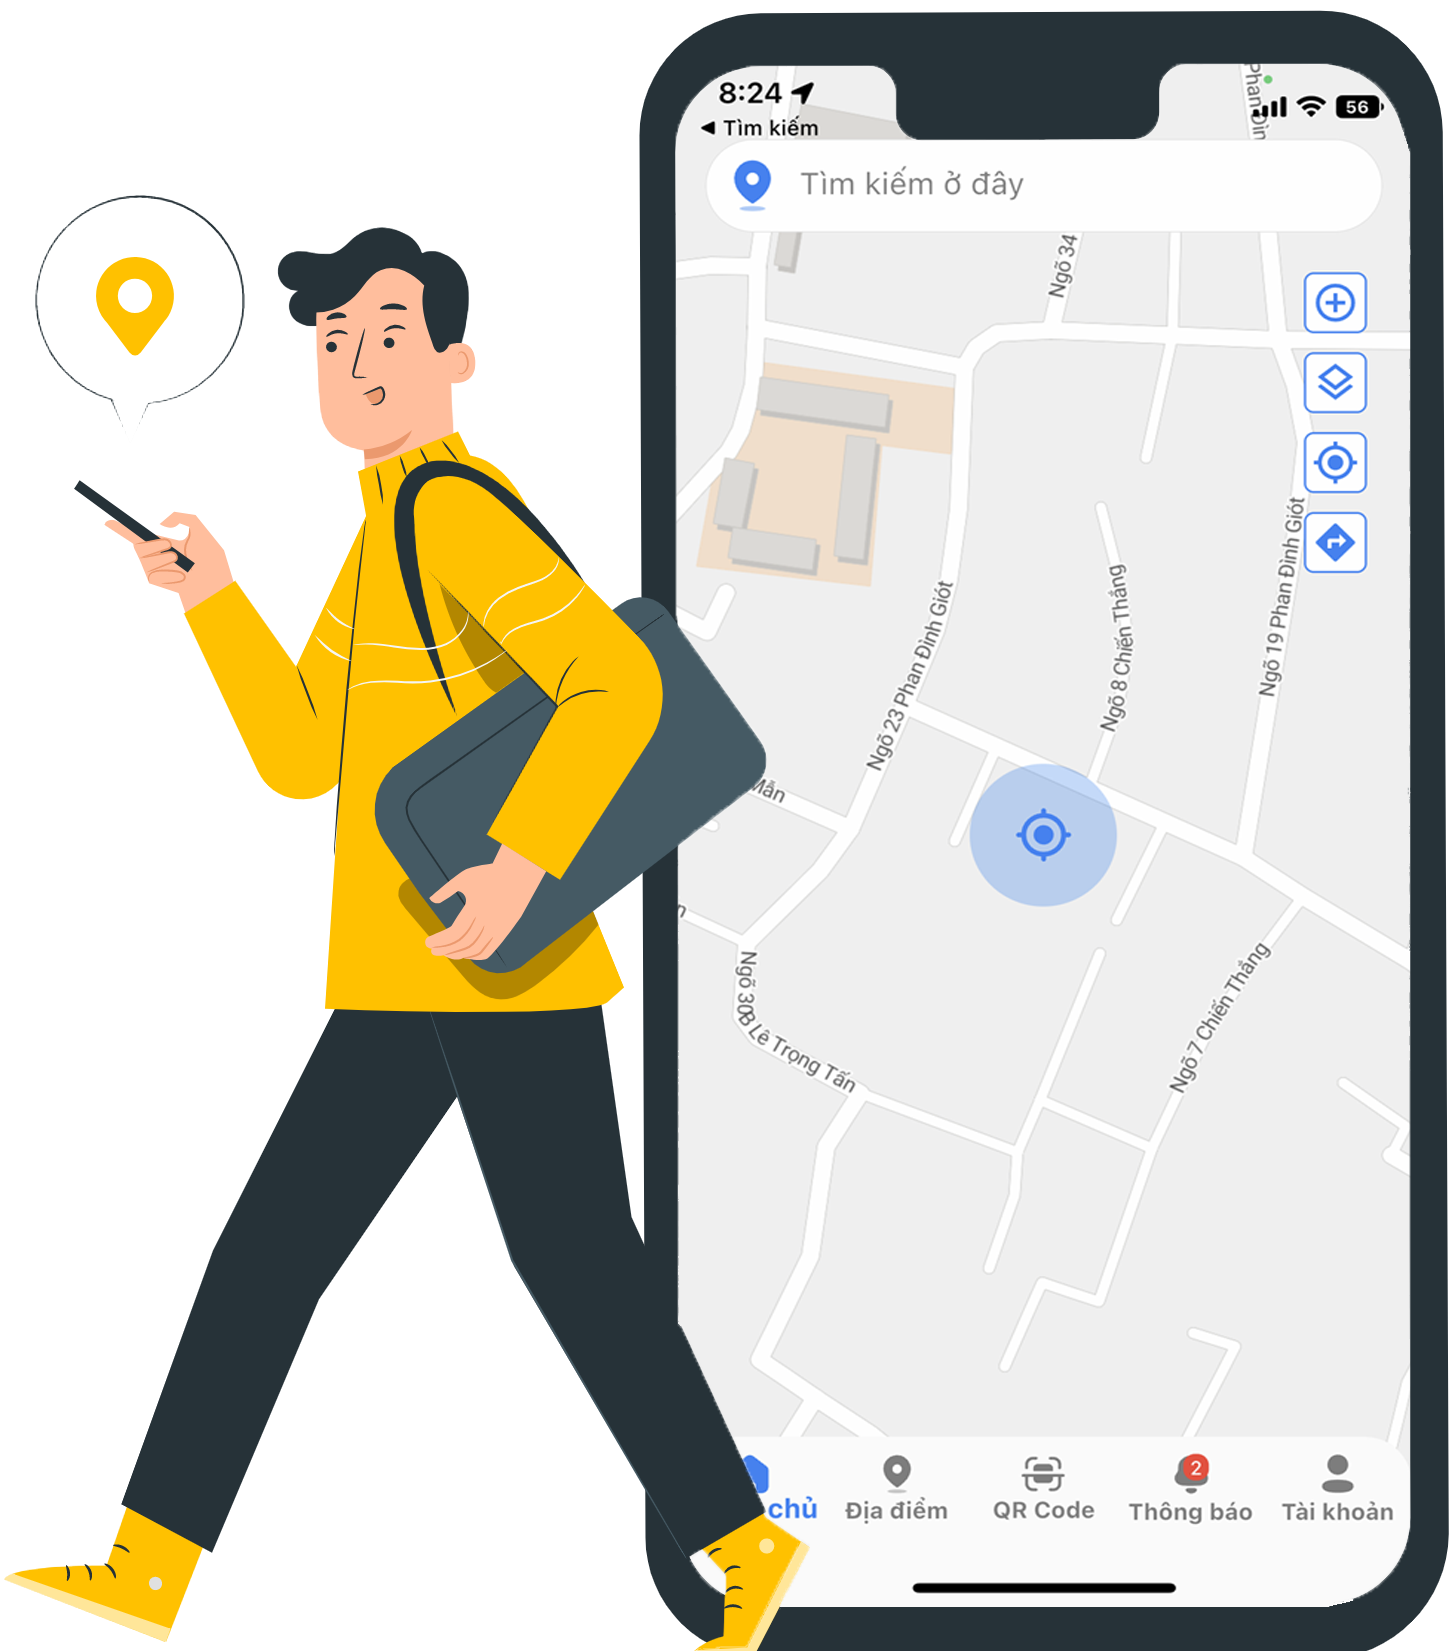 8:24
56
Tìm kiếm
Phan Đìn
Tìm kiếm ở đây
Ngõ 34
Ngõ 19 Phan Đình Giót
Ngõ 8 Chiến Thắng
Ngõ 23 Phan Đình Giót
Mẫn
Ngõ 7 Chiến Thắng
Ngõ 308 Lê Trọng Tấn
2
chủ
Địa điểm
QR Code
Thông báo
Tài khoản